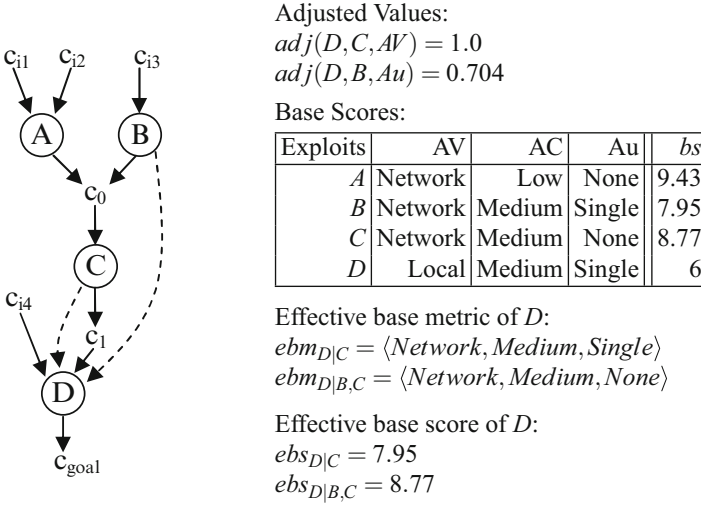 c_i1 c_i2 c_i3
A B
c_0
C
c_i4
c_1
D
c_goal
Adjusted Values:
adj(D,C,AV) = 1.0
adj(D,B,Au) = 0.704
Base Scores:
Exploits AV AC Au bs
A Network Low None 9.43
B Network Medium Single 7.95
C Network Medium None 8.77
D Local Medium Single 6
Effective base metric of D:
ebm_D|C = ⟨Network, Medium, Single⟩
ebm_D|B,C = ⟨Network, Medium, None⟩
Effective base score of D:
ebs_D|C = 7.95
ebs_D|B,C = 8.77